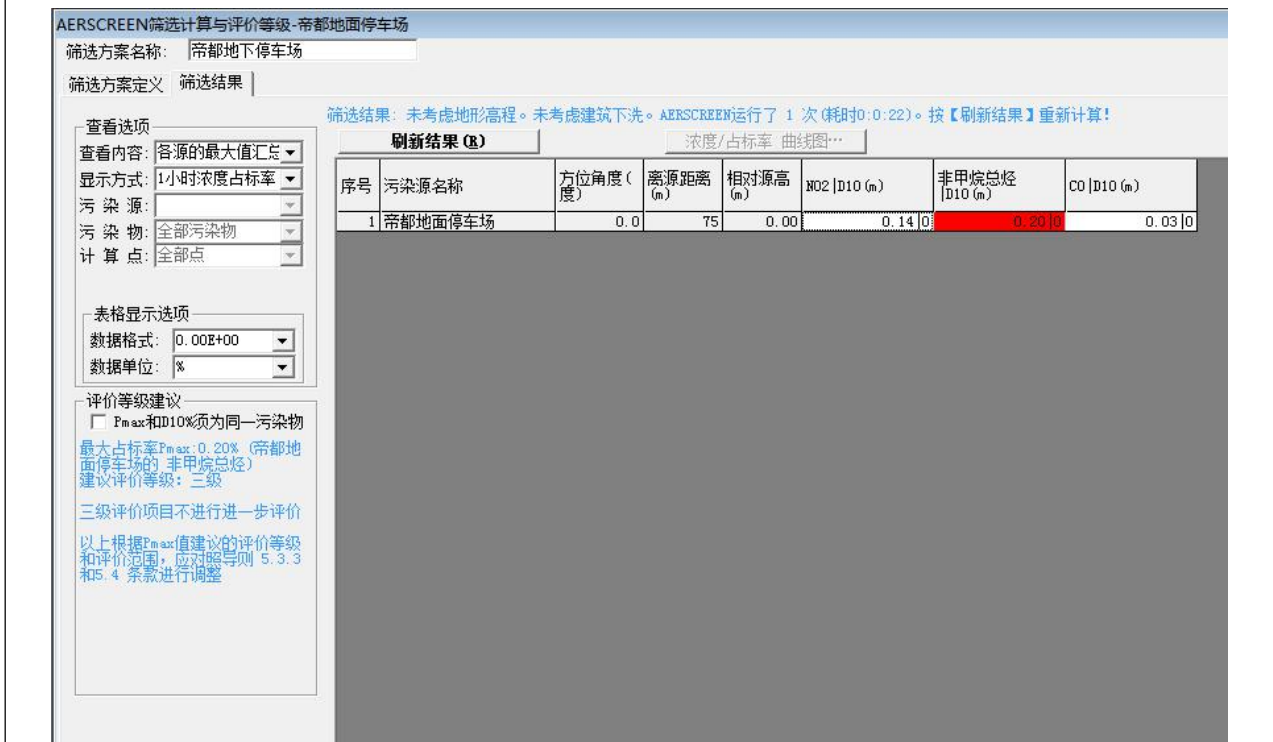 AERSCREEN筛选计算与评价等级-帝都地面停车场
筛选方案名称: 帝都地下停车场
筛选方案定义 筛选结果
筛选结果: 未考虑地形高程。未考虑建筑下洗。AERSCREEN运行了 1 次(耗时0:0:22)。按【刷新结果】重新计算!
查看选项
查看内容: 各源的最大值汇总
显示方式: 1小时浓度占标率
污 染 源:
污 染 物: 全部污染物
计 算 点: 全部点
表格显示选项
数据格式: 0.00E+00
数据单位: %
评价等级建议
Pmax和D10%须为同一污染物
最大占标率Pmax:0.20% (帝都地
面停车场的 非甲烷总烃)
建议评价等级: 三级
三级评价项目不进行进一步评价
以上根据Pmax值建议的评价等级
和评价范围,应对照导则 5.3.3
和5.4 条款进行调整
刷新结果(R) 浓度/占标率 曲线图…
序号 污染源名称 方位角度(度) 离源距离(m) 相对源高(m) NO2|D10(m) 非甲烷总烃|D10(m) CO|D10(m)
1 帝都地面停车场 0.0 75 0.00 0.14|0 0.20|0 0.03|0